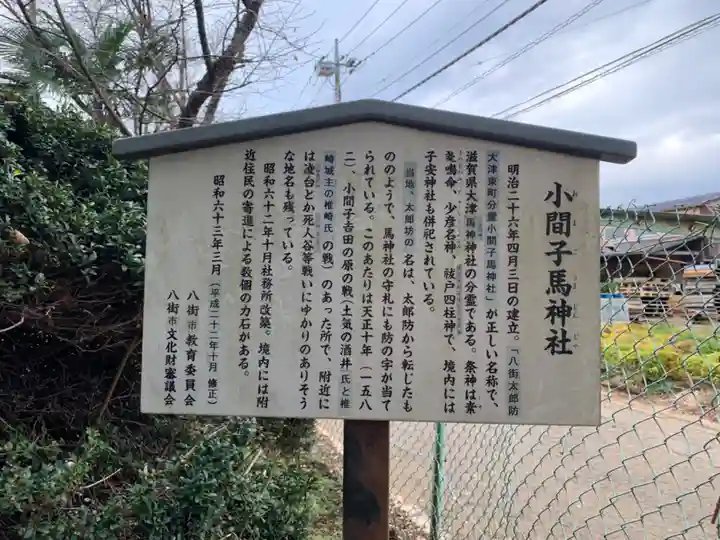 小間子馬神社
明治二十六年四月三日の建立。「八街太郎防
大津東町分霊小間子馬神社」が正しい名称で、
滋賀県大津馬神神社の分霊である。祭神は素
戔鳴命、少彦名神、祓戸四柱神で、境内には
子安神社も併祀されている。
当地、太郎坊の名は、太郎防から転じたも
ののようで、馬神社の守札にも防の字が当て
られている。このあたりは天正十年（一五八
二）、小間子吉田の原の戦（土気の酒井氏と椎
崎城主の椎崎氏の戦）のあった所で、附近に
は凌台とか死人谷等戦いにゆかりのありそう
な地名も残っている。
昭和六十二年十月社務所改築。境内には附
近住民の寄進による数個の力石がある。
昭和六十三年三月（平成二十二年十月 修正）
八街市教育委員会
八街市文化財審議会